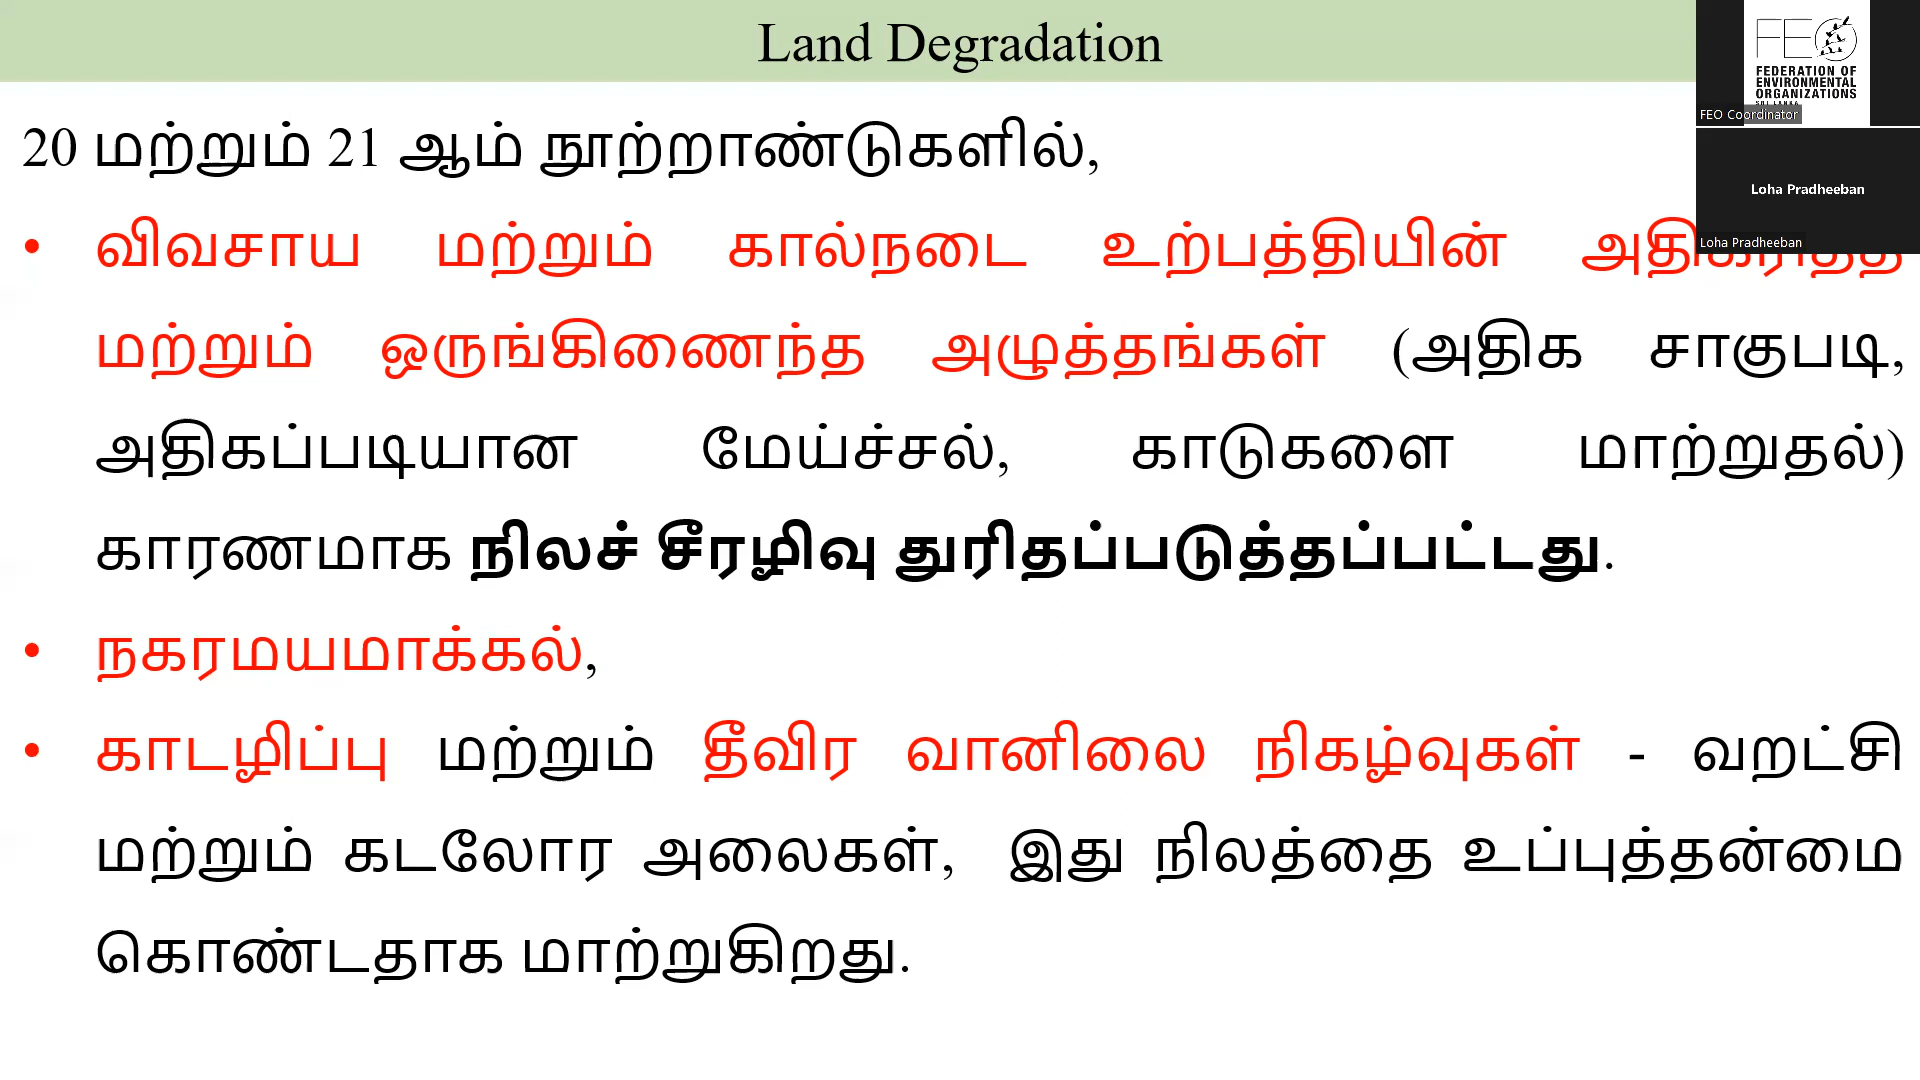 Land Degradation
20 மற்றும் 21 ஆம் நூற்றாண்டுகளில்,
• விவசாய மற்றும் கால்நடை உற்பத்தியின்
மற்றும் ஒருங்கிணைந்த அழுத்தங்கள் (அதிக சாகுபடி,
அதிகப்படியான மேய்ச்சல், காடுகளை மாற்றுதல்)
காரணமாக நிலச் சீரழிவு துரிதப்படுத்தப்பட்டது.
• நகரமயமாக்கல்,
• காடழிப்பு மற்றும் தீவிர வானிலை நிகழ்வுகள் - வறட்சி
மற்றும் கடலோர அலைகள், இது நிலத்தை உப்புத்தன்மை
கொண்டதாக மாற்றுகிறது.
FEO
FEDERATION OF
ENVIRONMENTAL
ORGANIZATIONS
FEO Coordinator
Loha Pradheeban
Loha Pradheeban